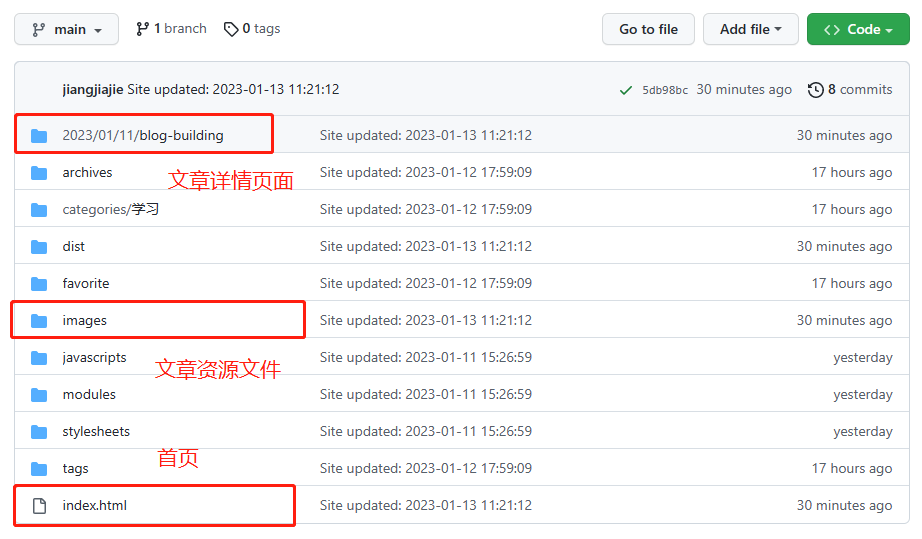 main 1 branch 0 tags Go to file Add file Code
jiangjiajie Site updated: 2023-01-13 11:21:12 5db98bc 30 minutes ago 8 commits
2023/01/11/blog-building Site updated: 2023-01-13 11:21:12 30 minutes ago
archives Site updated: 2023-01-12 17:59:09 17 hours ago
文章详情页面
categories/学习 Site updated: 2023-01-12 17:59:09 17 hours ago
dist Site updated: 2023-01-13 11:21:12 30 minutes ago
favorite Site updated: 2023-01-12 17:59:09 17 hours ago
images Site updated: 2023-01-13 11:21:12 30 minutes ago
javascripts Site updated: 2023-01-11 15:26:59 yesterday
文章资源文件
modules Site updated: 2023-01-11 15:26:59 yesterday
stylesheets Site updated: 2023-01-11 15:26:59 yesterday
首页
tags Site updated: 2023-01-12 17:59:09 17 hours ago
index.html Site updated: 2023-01-13 11:21:12 30 minutes ago